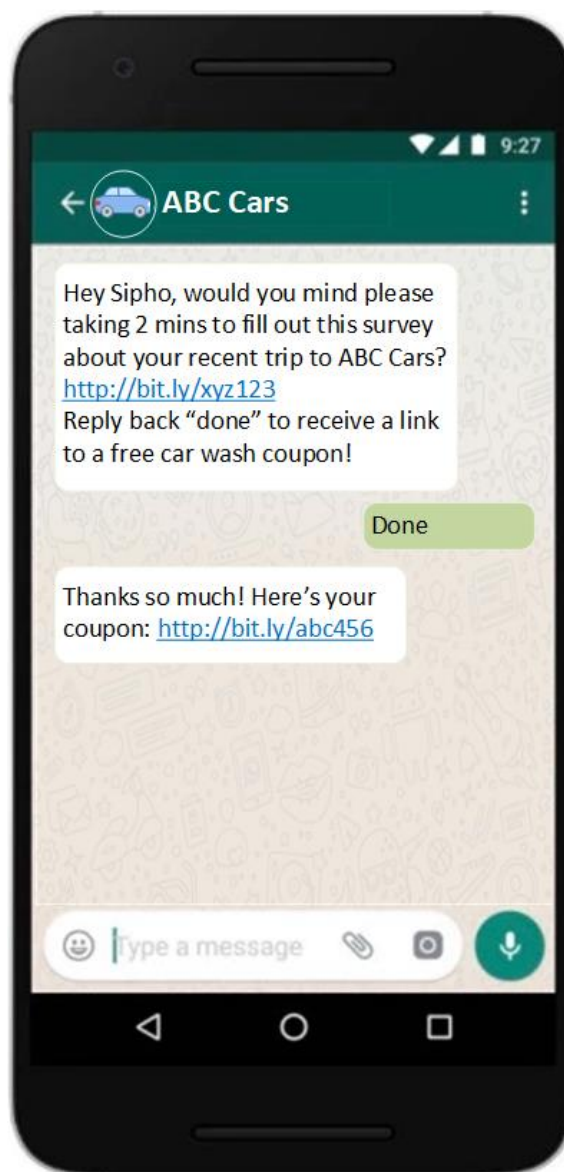 9:27
ABC Cars
Hey Sipho, would you mind please
taking 2 mins to fill out this survey
about your recent trip to ABC Cars?
http://bit.ly/xyz123
Reply back “done” to receive a link
to a free car wash coupon!
Done
Thanks so much! Here’s your
coupon: http://bit.ly/abc456
Type a message